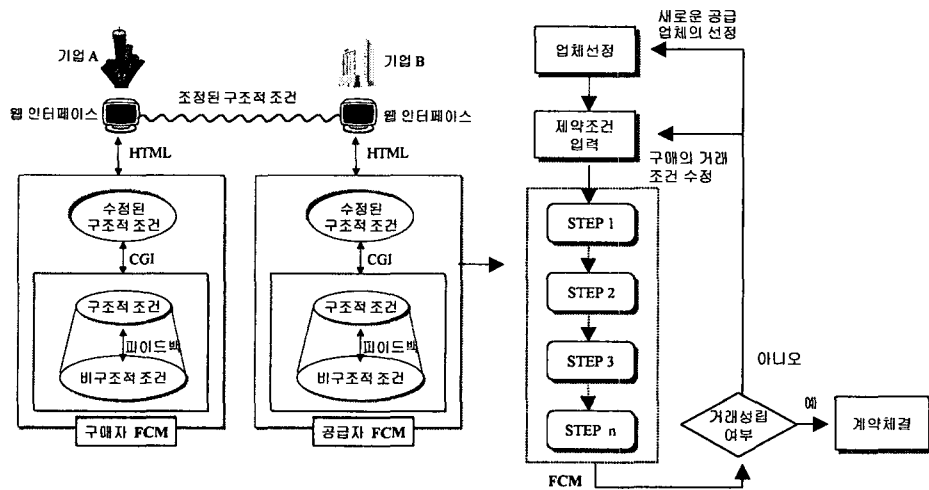 기업 A
웹 인터페이스
조정된 구조적 조건
기업 B
웹 인터페이스
HTML
HTML
수정된
구조적 조건
CGI
구조적 조건
피이드백
비구조적 조건
구매자 FCM
수정된
구조적 조건
CGI
구조적 조건
피이드백
비구조적 조건
공급자 FCM
업체선정
새로운 공급
업체의 선정
제약조건
입력
구매의 거래
조건 수정
STEP 1
STEP 2
STEP 3
STEP n
FCM
아니오
거래성립
여부
예
계약체결